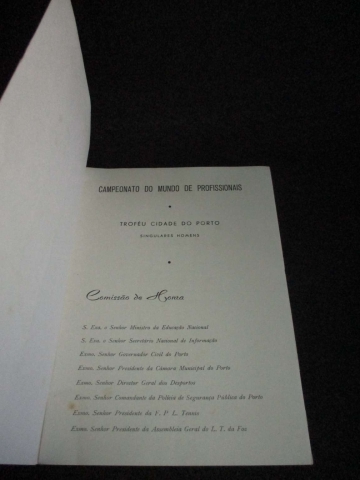 CAMPEONATO DO MUNDO DE PROFISSIONAIS
TROFÉU CIDADE DO PORTO
SINGULARES HOMENS
Comissão de Honra
S. Exa. o Senhor Ministro da Educação Nacional
S. Exa. o Senhor Secretário Nacional de Informação
Exmo. Senhor Governador Civil do Porto
Exmo. Senhor Presidente da Câmara Municipal do Porto
Exmo. Senhor Director Geral dos Desportos
Exmo. Senhor Comandante da Polícia de Segurança Pública do Porto
Exmo. Senhor Presidente da F. P. L. Tennis
Exmo. Senhor Presidente da Assembleia Geral do L. T. da Foz